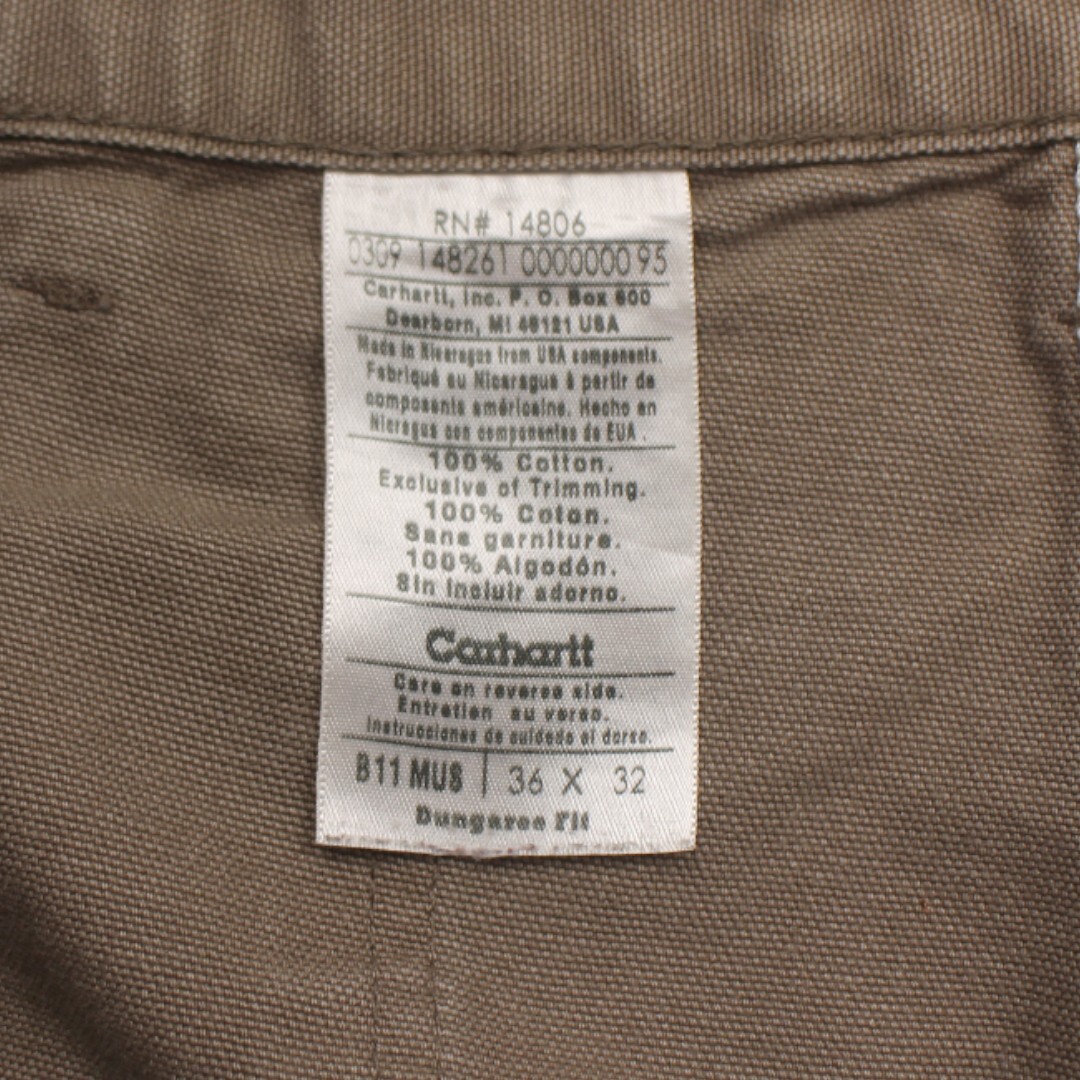 RN# 14806
0309 148261 0000000 95
Carhartt, Inc. P. O. Box 600
Dearborn, MI 48121 USA
Made in Nicaragua from USA components.
Fabriqué au Nicaragua à partir de
composants américains. Hecho en
Nicaragua con componentes de EUA .
100% Cotton.
Exclusive of Trimming.
100% Coton.
Sans garniture.
100% Algodón.
Sin incluir adorno.
Carhartt
Care on reverse side.
Entretien au verso.
Instrucciones de cuidado al dorso.
B11 MUS | 36 X 32
Dungaree Fit